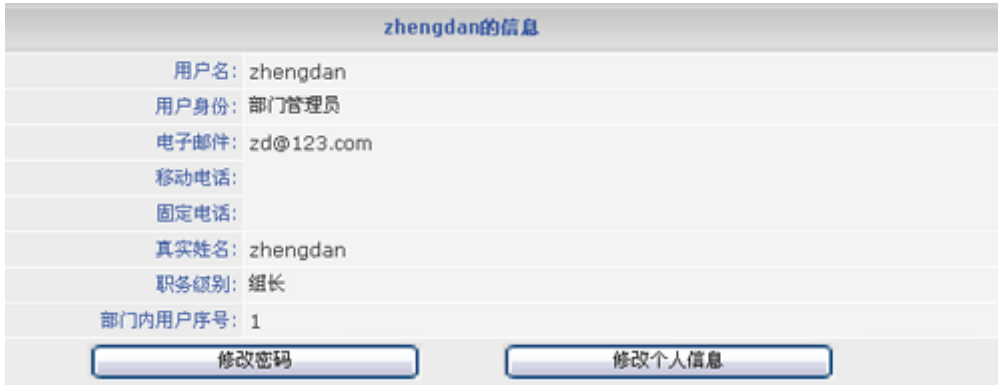 zhengdan的信息
用户名: zhengdan
用户身份: 部门管理员
电子邮件: zd@123.com
移动电话:
固定电话:
真实姓名: zhengdan
职务级别: 组长
部门内用户序号: 1
修改密码 修改个人信息